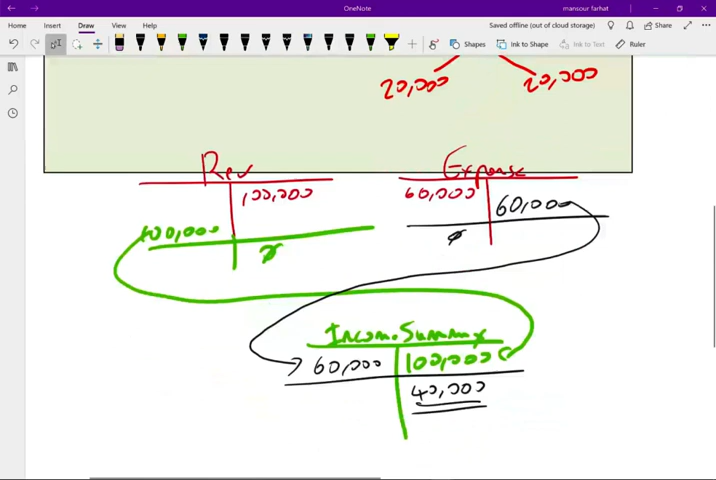 OneNote
mansour farhat
Home Insert Draw View Help
Saved offline (out of cloud storage) Share
Shapes Ink to Shape Ink to Text Ruler
20,000 20,000
Rev Expense
100,000 60,000
100,000 60,000
Incom. Summry
60,000 100,000
40,000